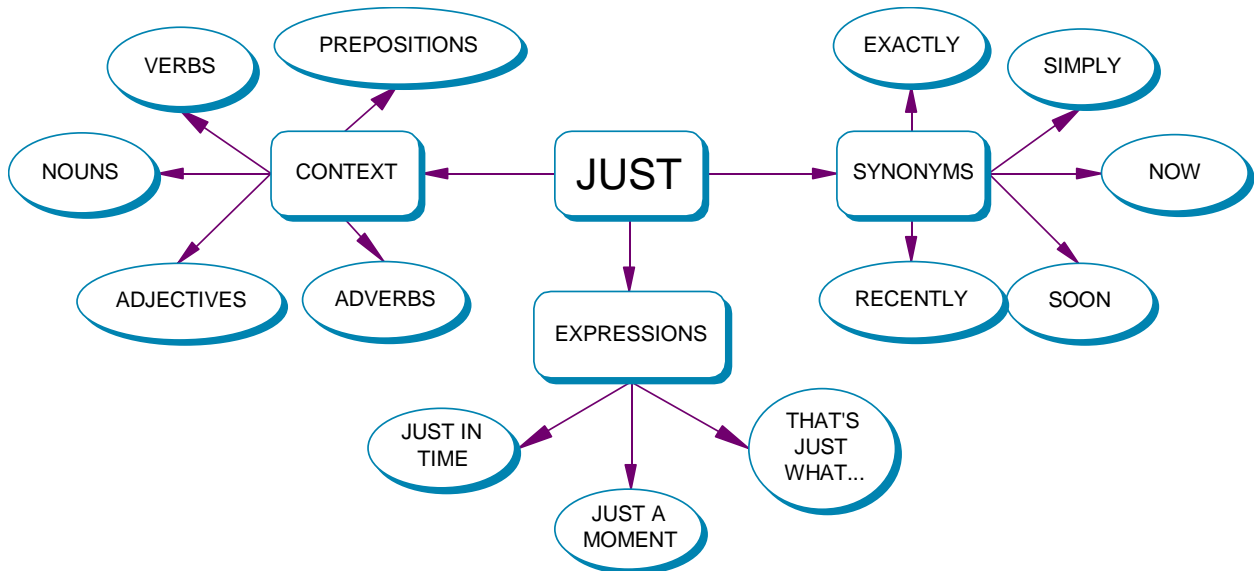 PREPOSITIONS
EXACTLY
VERBS
SIMPLY
NOUNS
CONTEXT
JUST
SYNONYMS
NOW
ADJECTIVES
ADVERBS
RECENTLY
SOON
EXPRESSIONS
JUST IN
TIME
THAT'S
JUST
WHAT...
JUST A
MOMENT